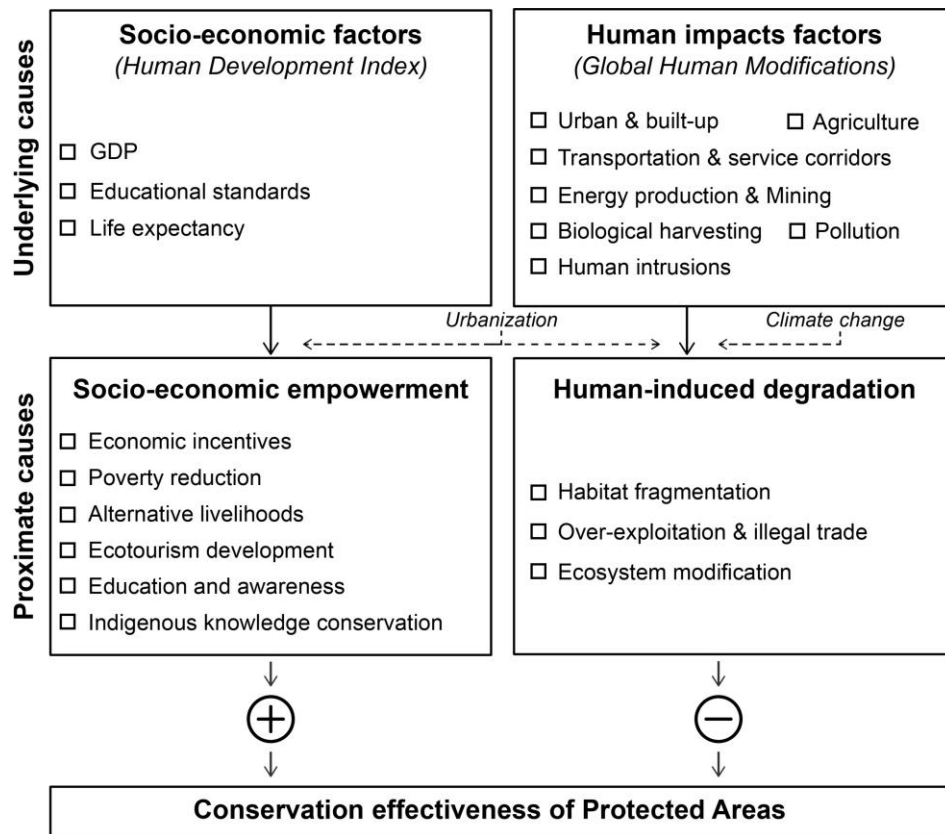 Underlying causes
Socio-economic factors
(Human Development Index)
GDP
Educational standards
Life expectancy
Human impacts factors
(Global Human Modifications)
Urban & built-up
Agriculture
Transportation & service corridors
Energy production & Mining
Biological harvesting
Pollution
Human intrusions
Urbanization
Climate change
Proximate causes
Socio-economic empowerment
Economic incentives
Poverty reduction
Alternative livelihoods
Ecotourism development
Education and awareness
Indigenous knowledge conservation
Human-induced degradation
Habitat fragmentation
Over-exploitation & illegal trade
Ecosystem modification
+
−
Conservation effectiveness of Protected Areas